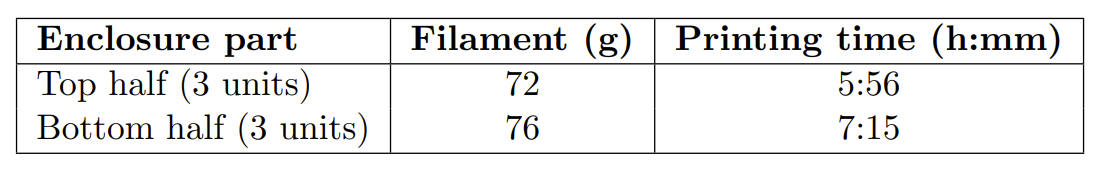 Enclosure part Filament (g) Printing time (h:mm)
Top half (3 units) 72 5:56
Bottom half (3 units) 76 7:15